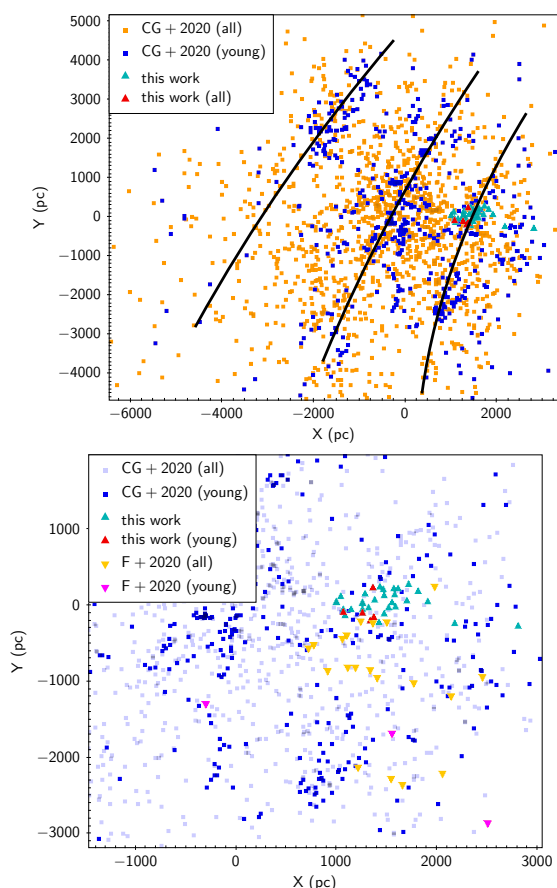 CG + 2020 (all)
CG + 2020 (young)
this work
this work (all)
5000
4000
3000
2000
1000
0
−1000
−2000
−3000
−4000
Y (pc)
−6000 −4000 −2000 0 2000
X (pc)
CG + 2020 (all)
CG + 2020 (young)
this work
this work (young)
F + 2020 (all)
F + 2020 (young)
1000
0
−1000
−2000
−3000
Y (pc)
−1000 0 1000 2000 3000
X (pc)